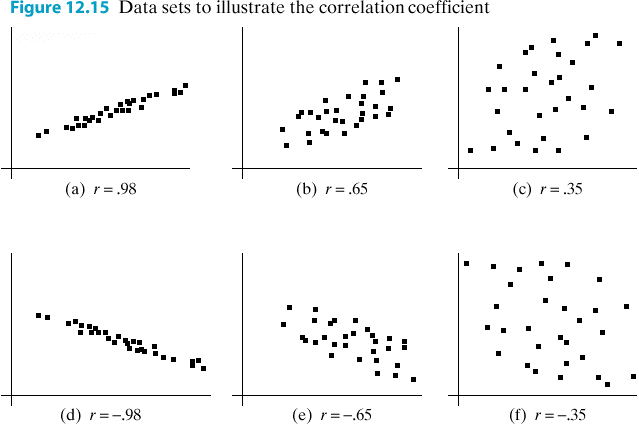 Figure 12.15 Data sets to illustrate the correlation coefficient
(a) r = .98
(b) r = .65
(c) r = .35
(d) r = –.98
(e) r = –.65
(f) r = –.35